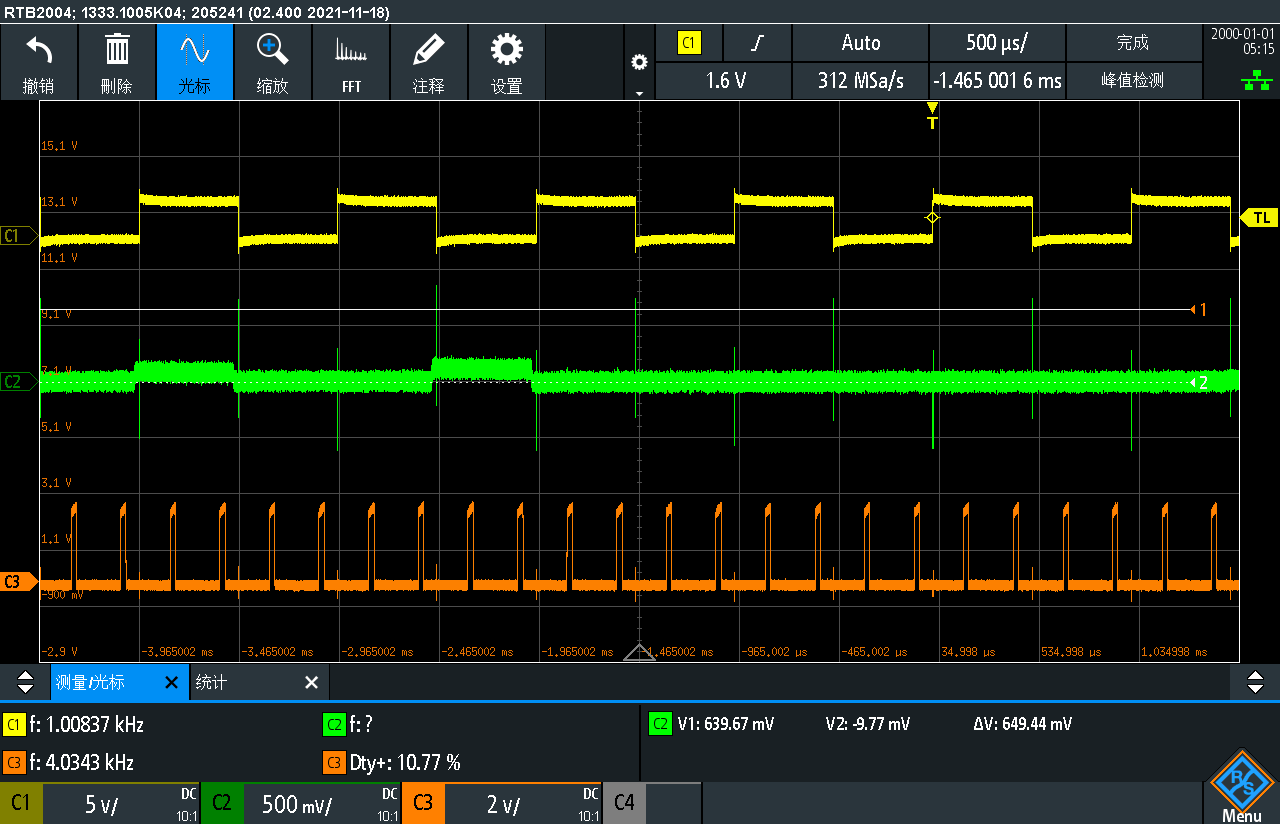 RTB2004; 1333.1005K04; 205241 (02.400 2021-11-18)
撤销 删除 光标 缩放 FFT 注释 设置
C1 Auto 500 µs/ 完成 2000-01-01
05:15
1.6 V 312 MSa/s -1.465 001 6 ms 峰值检测
T
15,1 V
13,1 V
TL
C1
11,1 V
9,1 V
1
7,1 V
C2
2
5,1 V
3,1 V
1,1 V
C3
-900 mV
-2,9 V -3,965002 ms -3,465002 ms -2,965002 ms -2,465002 ms -1,965002 ms 1,465002 ms -965,002 µs -465,002 µs 34,998 µs 534,998 µs 1,034998 ms
测量/光标 统计
C1 f: 1.00837 kHz C2 f: ? C2 V1: 639.67 mV V2: -9.77 mV ΔV: 649.44 mV
C3 f: 4.0343 kHz C3 Dty+: 10.77 %
C1 5 V/ DC 10:1 C2 500 mV/ DC 10:1 C3 2 V/ DC 10:1 C4
R S
Menu